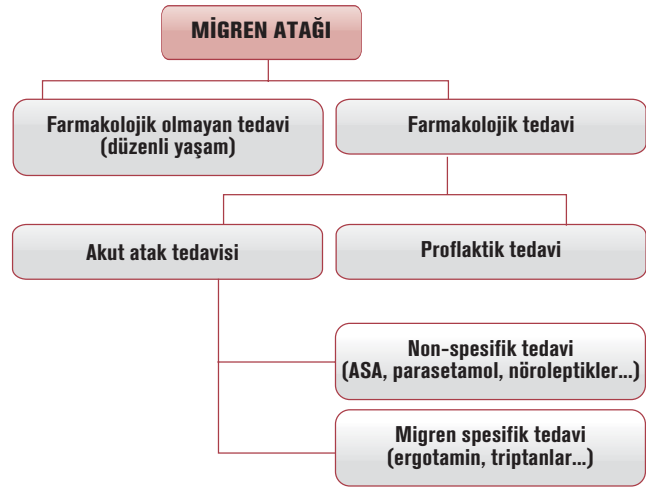 MİGREN ATAĞI
Farmakolojik olmayan tedavi
(düzenli yaşam)
Farmakolojik tedavi
Akut atak tedavisi
Proflaktik tedavi
Non-spesifik tedavi
(ASA, parasetamol, nöroleptikler...)
Migren spesifik tedavi
(ergotamin, triptanlar...)